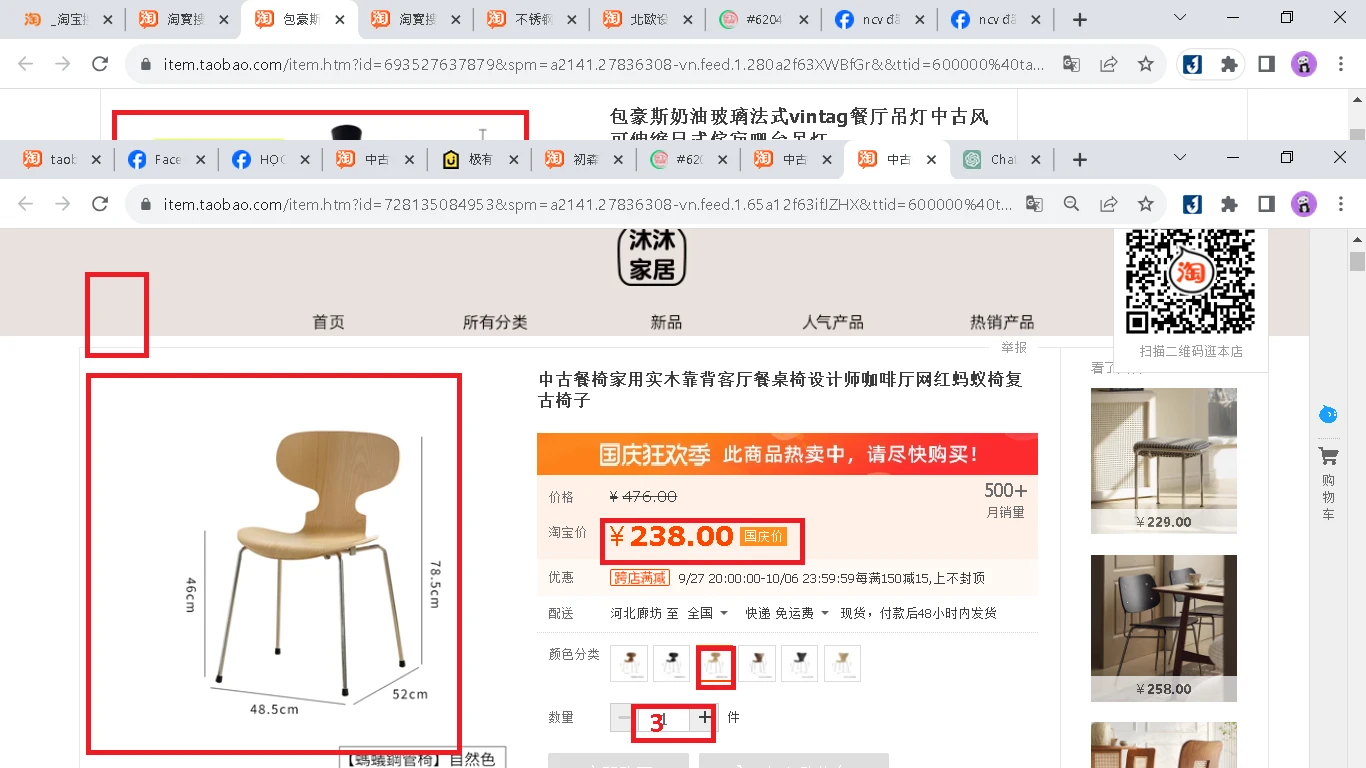 _淘宝
淘寶搜
包豪斯
淘寶搜
不锈钢
北欧设
#6204
ncv đã
ncv đã
item.taobao.com/item.htm?id=693527637879&spm=a2141.27836308-vn.feed.1.280a2f63XWBfGr&&ttid=600000%40ta...
包豪斯奶油玻璃法式vintag餐厅吊灯中古风
taob
Face
HOC
中古
极有
初森
#620
中古
中古
Cha
item.taobao.com/item.htm?id=728135084953&spm=a2141.27836308-vn.feed.1.65a12f63ifJZHX&ttid=600000%40t...
沐沐
家居
首页
所有分类
新品
人气产品
热销产品
淘
扫描二维码逛本店
举报
看了
中古餐椅家用实木靠背客厅餐桌椅设计师咖啡厅网红蚂蚁椅复
古椅子
国庆狂欢季 此商品热卖中，请尽快购买！
价格 ¥ 476.00
500+
月销量
淘宝价 ¥ 238.00 国庆价
优惠 跨店满减 9/27 20:00:00-10/06 23:59:59每满150减15,上不封顶
配送 河北廊坊 至 全国 快递 免运费 现货，付款后48小时内发货
颜色分类
数量 3 1 件
46cm
78.5cm
48.5cm
52cm
【螞蟻鋼管椅】自然色
¥ 229.00
¥ 258.00
购
物
车